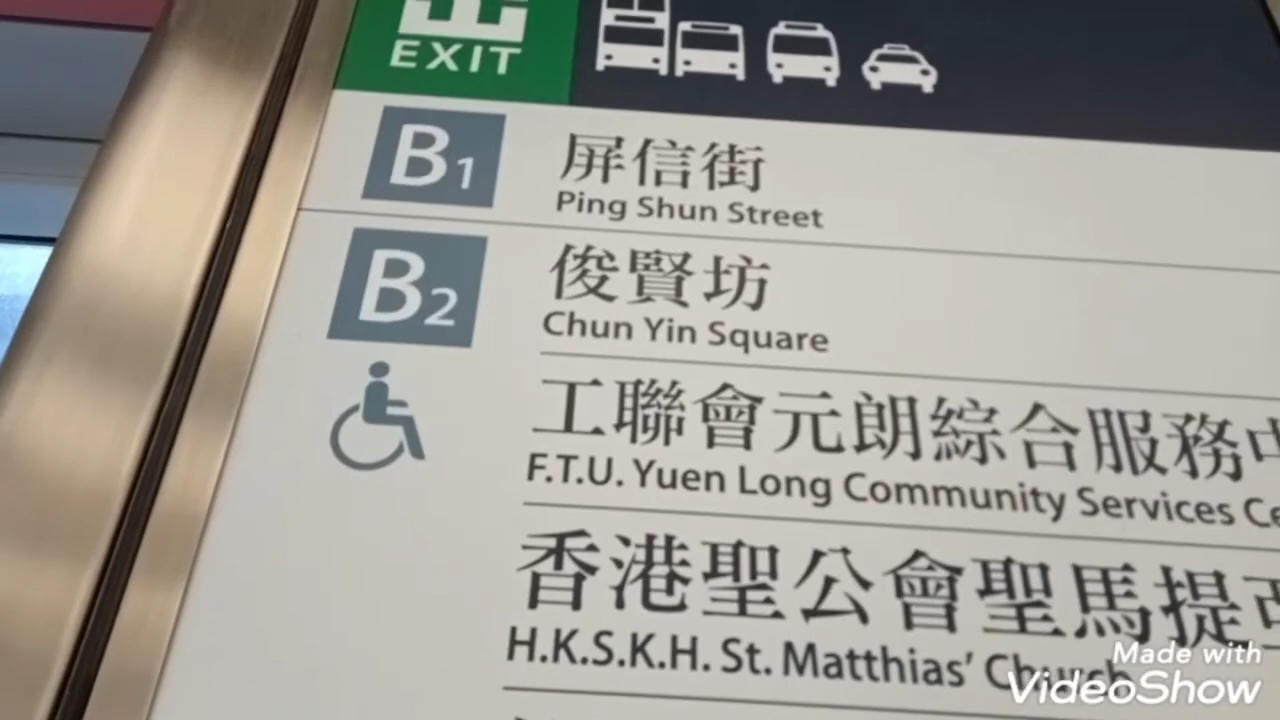 EXIT
B1
屏信街
Ping Shun Street
B2
俊賢坊
Chun Yin Square
工聯會元朗綜合服務中
F.T.U. Yuen Long Community Services
香港聖公會聖馬提
H.K.S.K.H. St. Matthias' Church
Made with
VideoShow